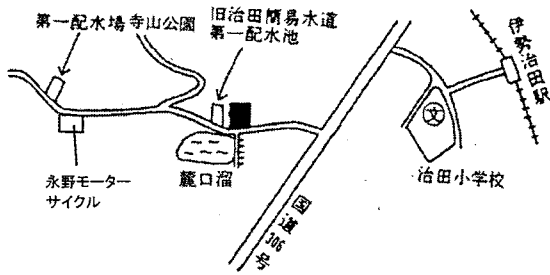 第一配水場寺山公園
旧治田簡易水道
第一配水池
伊勢治田駅
文
治田小学校
麓口溜
永野モーター
サイクル
国道306号